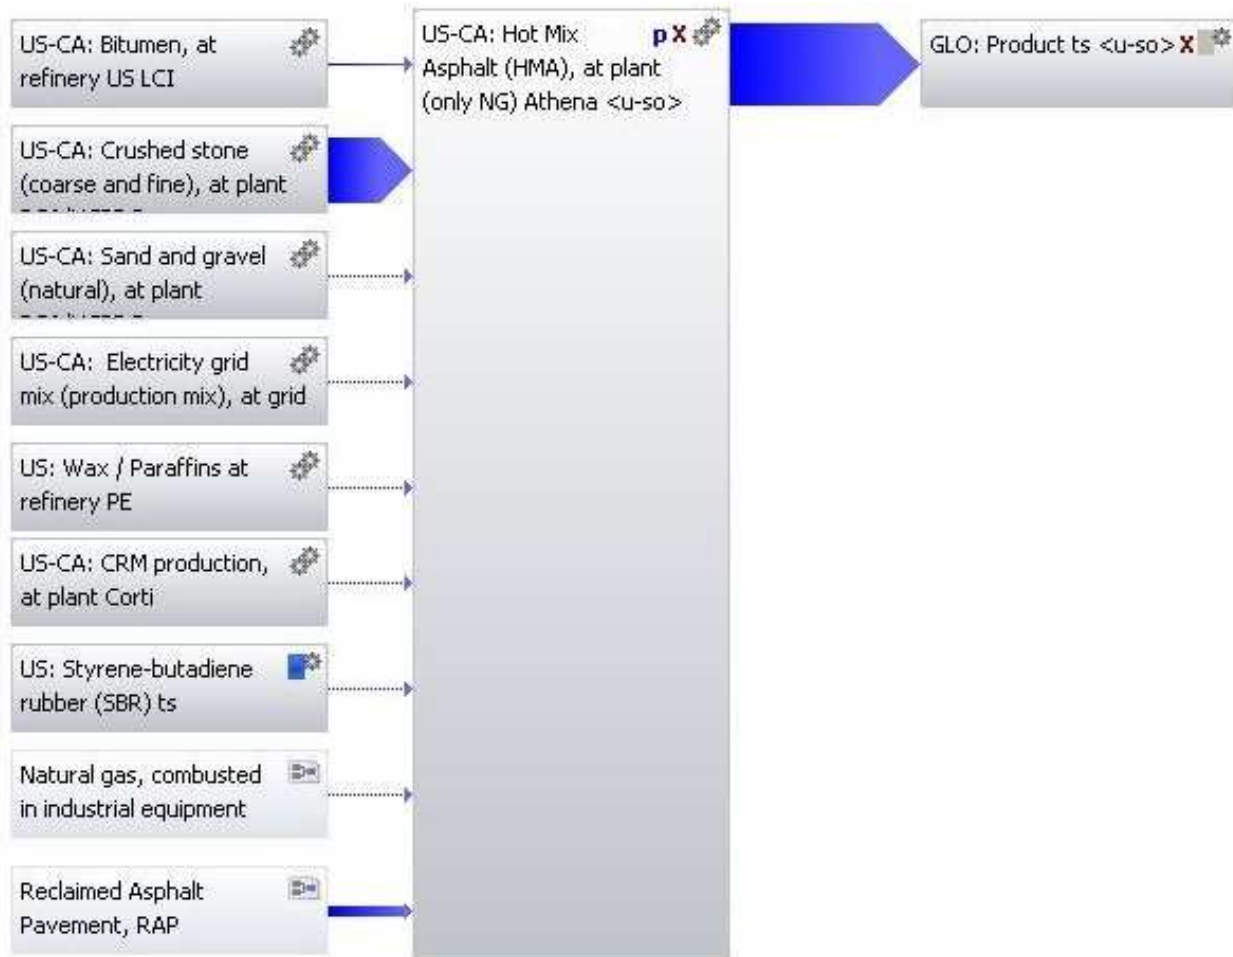 US-CA: Bitumen, at
refinery US LCI
US-CA: Crushed stone
(coarse and fine), at plant
US-CA: Sand and gravel
(natural), at plant
US-CA: Electricity grid
mix (production mix), at grid
US: Wax / Paraffins at
refinery PE
US-CA: CRM production,
at plant Corti
US: Styrene-butadiene
rubber (SBR) ts
Natural gas, combusted
in industrial equipment
Reclaimed Asphalt
Pavement, RAP
US-CA: Hot Mix p X
Asphalt (HMA), at plant
(only NG) Athena <u-so>
GLO: Product ts <u-so> X